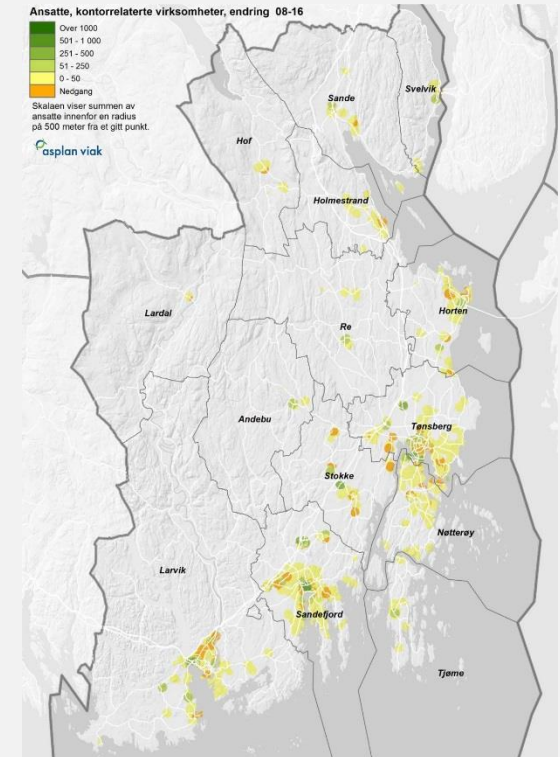 Ansatte, kontorrelaterte virksomheter, endring 08-16
Over 1000
501 - 1 000
251 - 500
51 - 250
0 - 50
Nedgang
Skalaen viser summen av
ansatte innenfor en radius
på 500 meter fra et gitt punkt.
asplan viak
Svelvik
Sande
Hof
Holmestrand
Lardal
Re
Horten
Andebu
Tønsberg
Stokke
Nøtterøy
Larvik
Sandefjord
Tjøme